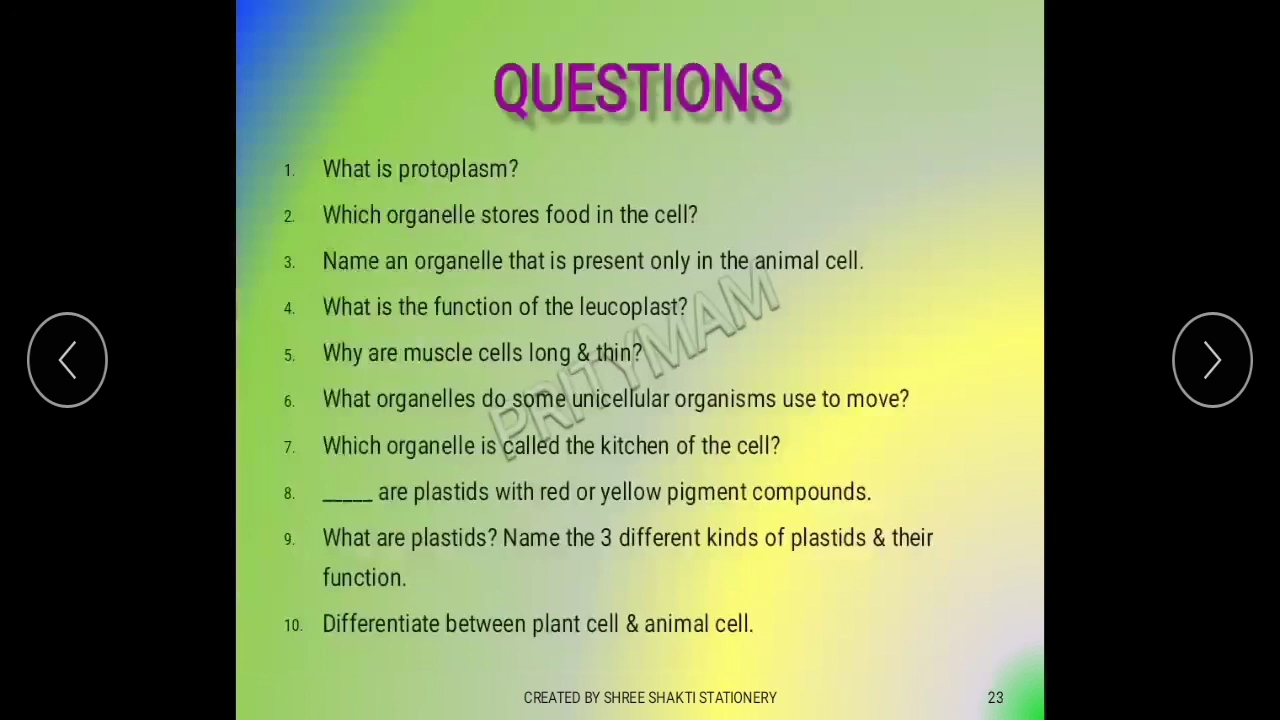 QUESTIONS
1. What is protoplasm?
2. Which organelle stores food in the cell?
3. Name an organelle that is present only in the animal cell.
4. What is the function of the leucoplast?
5. Why are muscle cells long & thin?
6. What organelles do some unicellular organisms use to move?
7. Which organelle is called the kitchen of the cell?
8. _____ are plastids with red or yellow pigment compounds.
9. What are plastids? Name the 3 different kinds of plastids & their
function.
10. Differentiate between plant cell & animal cell.
PRITYMAM
CREATED BY SHREE SHAKTI STATIONERY 23